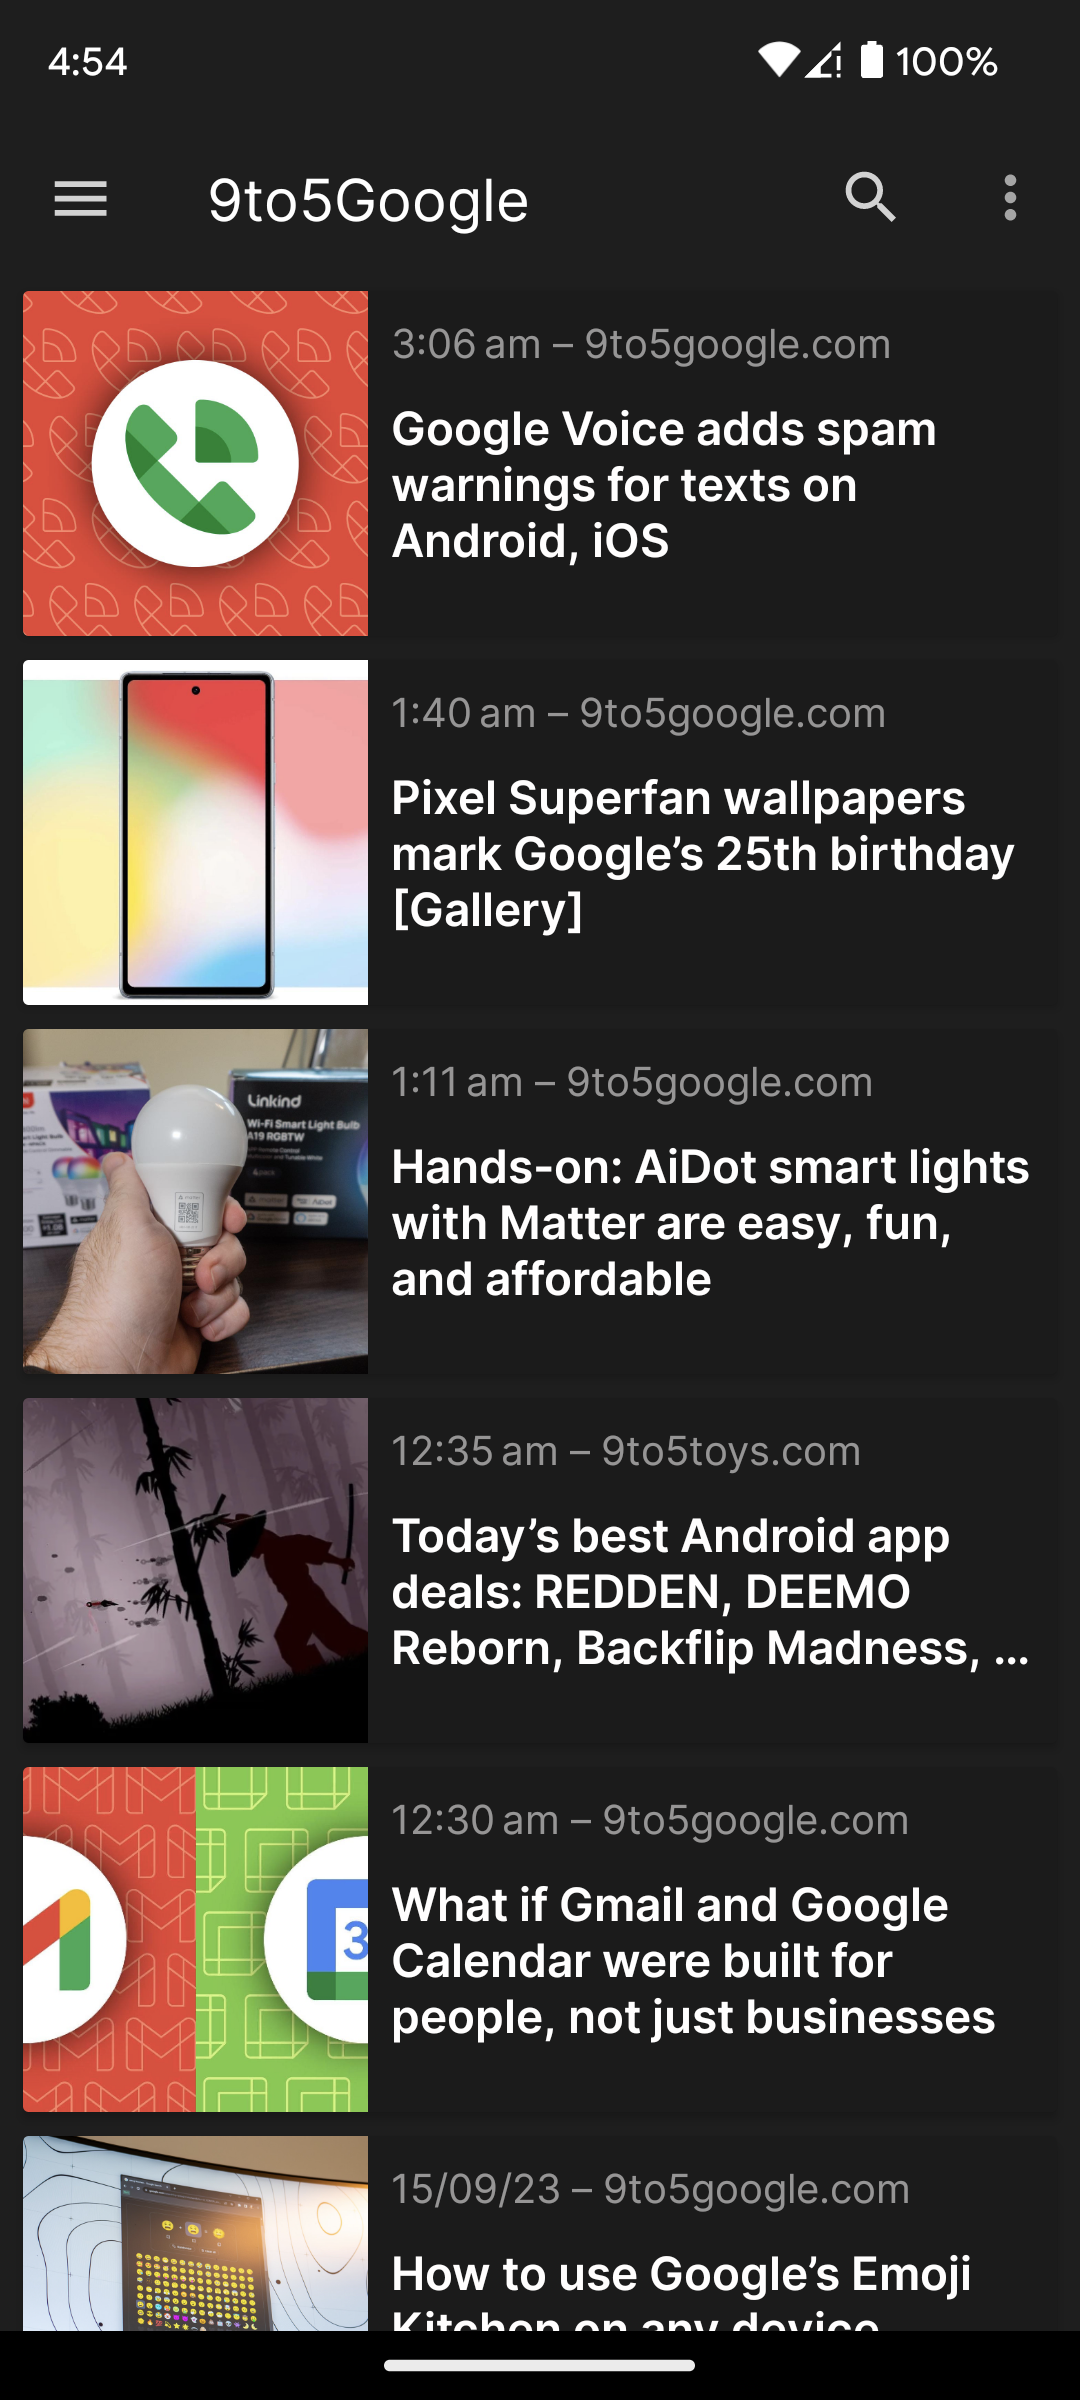 4:54
100%
9to5Google
3:06 am – 9to5google.com
Google Voice adds spam
warnings for texts on
Android, iOS
1:40 am – 9to5google.com
Pixel Superfan wallpapers
mark Google’s 25th birthday
[Gallery]
Linkind
Wi-Fi Smart Light Bulb
A19 RGBTW
1:11 am – 9to5google.com
Hands-on: AiDot smart lights
with Matter are easy, fun,
and affordable
12:35 am – 9to5toys.com
Today’s best Android app
deals: REDDEN, DEEMO
Reborn, Backflip Madness, ...
3
12:30 am – 9to5google.com
What if Gmail and Google
Calendar were built for
people, not just businesses
15/09/23 – 9to5google.com
How to use Google’s Emoji
Kitchen on any device